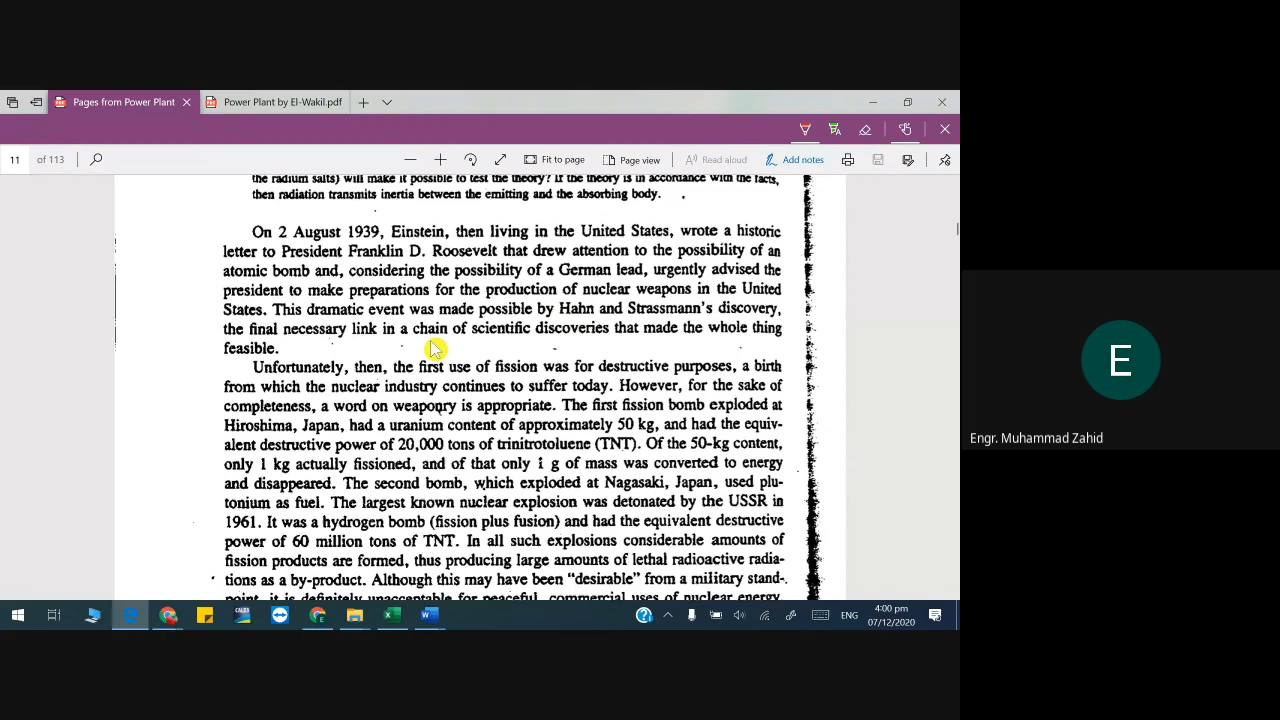 Pages from Power Plant
Power Plant by El-Wakil.pdf
11 of 113
Fit to page
Page view
Read aloud
Add notes
the radium salts) will make it possible to test the theory? If the theory is in accordance with the facts,
then radiation transmits inertia between the emitting and the absorbing body.
On 2 August 1939, Einstein, then living in the United States, wrote a historic
letter to President Franklin D. Roosevelt that drew attention to the possibility of an
atomic bomb and, considering the possibility of a German lead, urgently advised the
president to make preparations for the production of nuclear weapons in the United
States. This dramatic event was made possible by Hahn and Strassmann's discovery,
the final necessary link in a chain of scientific discoveries that made the whole thing
feasible.
Unfortunately, then, the first use of fission was for destructive purposes, a birth
from which the nuclear industry continues to suffer today. However, for the sake of
completeness, a word on weaponry is appropriate. The first fission bomb exploded at
Hiroshima, Japan, had a uranium content of approximately 50 kg, and had the equiv-
alent destructive power of 20,000 tons of trinitrotoluene (TNT). Of the 50-kg content,
only 1 kg actually fissioned, and of that only 1 g of mass was converted to energy
and disappeared. The second bomb, which exploded at Nagasaki, Japan, used plu-
tonium as fuel. The largest known nuclear explosion was detonated by the USSR in
1961. It was a hydrogen bomb (fission plus fusion) and had the equivalent destructive
power of 60 million tons of TNT. In all such explosions considerable amounts of
fission products are formed, thus producing large amounts of lethal radioactive radia-
tions as a by-product. Although this may have been "desirable" from a military stand-
point, it is definitely unacceptable for peaceful, commercial uses of nuclear energy.
ENG
4:00 pm
07/12/2020
E
Engr. Muhammad Zahid